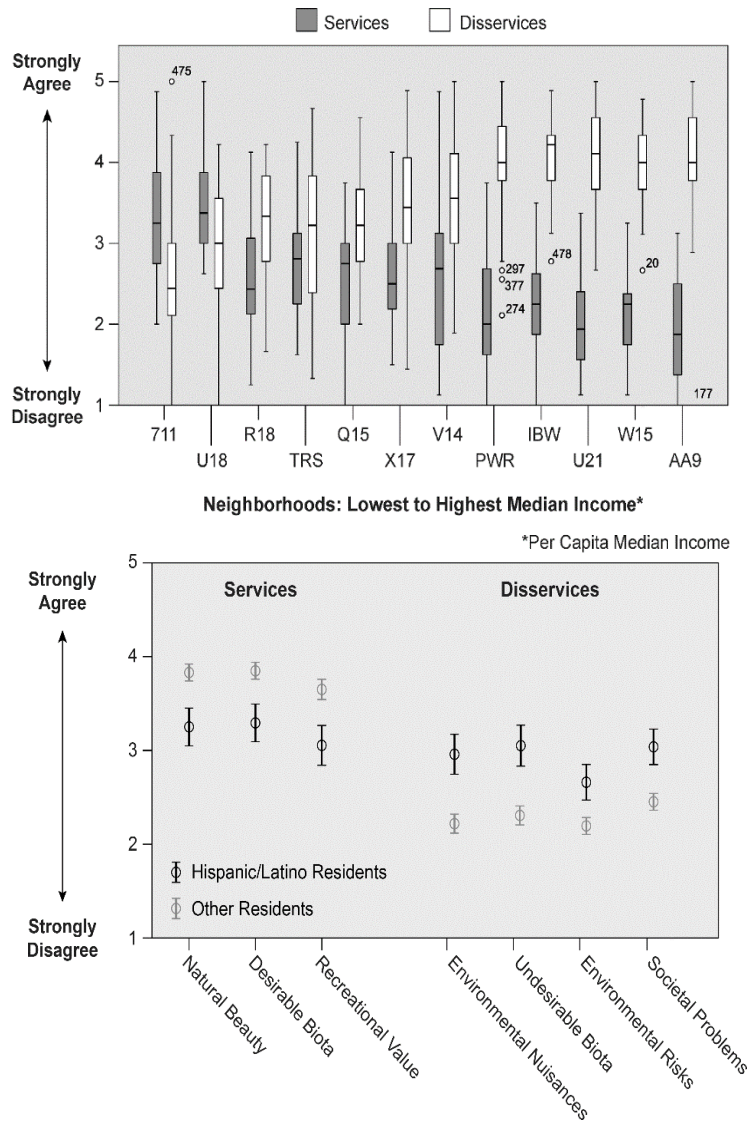 Services Disservices
Strongly
Agree
Strongly
Disagree
5
4
3
2
1
475
297
377
274
478
20
177
711 R18 Q15 V14 IBW W15
U18 TRS X17 PWR U21 AA9
Neighborhoods: Lowest to Highest Median Income*
*Per Capita Median Income
Strongly
Agree
Strongly
Disagree
5
4
3
2
1
Services Disservices
Hispanic/Latino Residents
Other Residents
Natural Beauty
Desirable Biota
Recreational Value
Environmental Nuisances
Undesirable Biota
Environmental Risks
Societal Problems